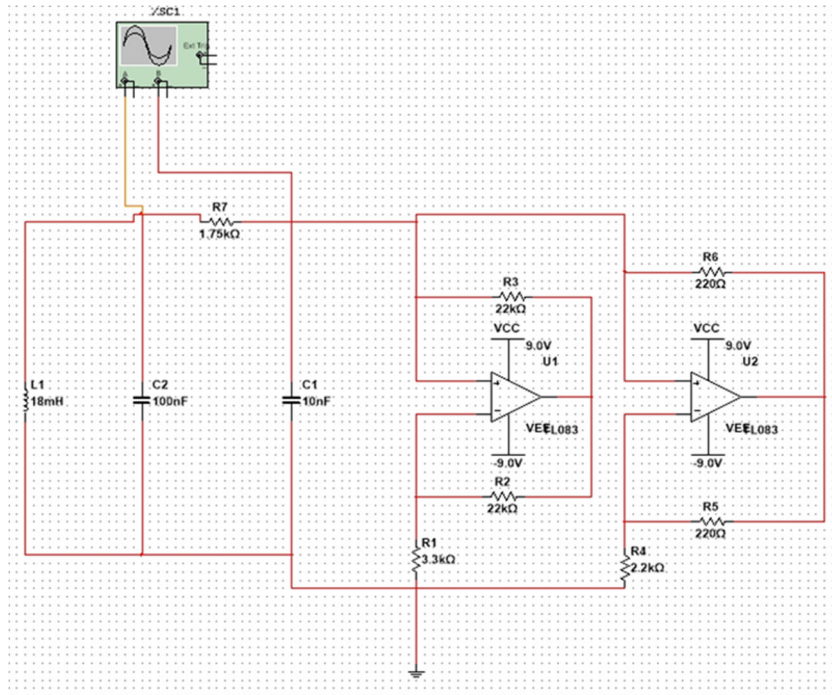 XSC1
Ext Trig
A B
R7
1.75kΩ
R6
220Ω
R3
22kΩ
VCC
9.0V
U1
VCC
9.0V
U2
L1
18mH
C2
100nF
C1
10nF
VEE
-9.0V
VEE
-9.0V
R2
22kΩ
R5
220Ω
R1
3.3kΩ
R4
2.2kΩ